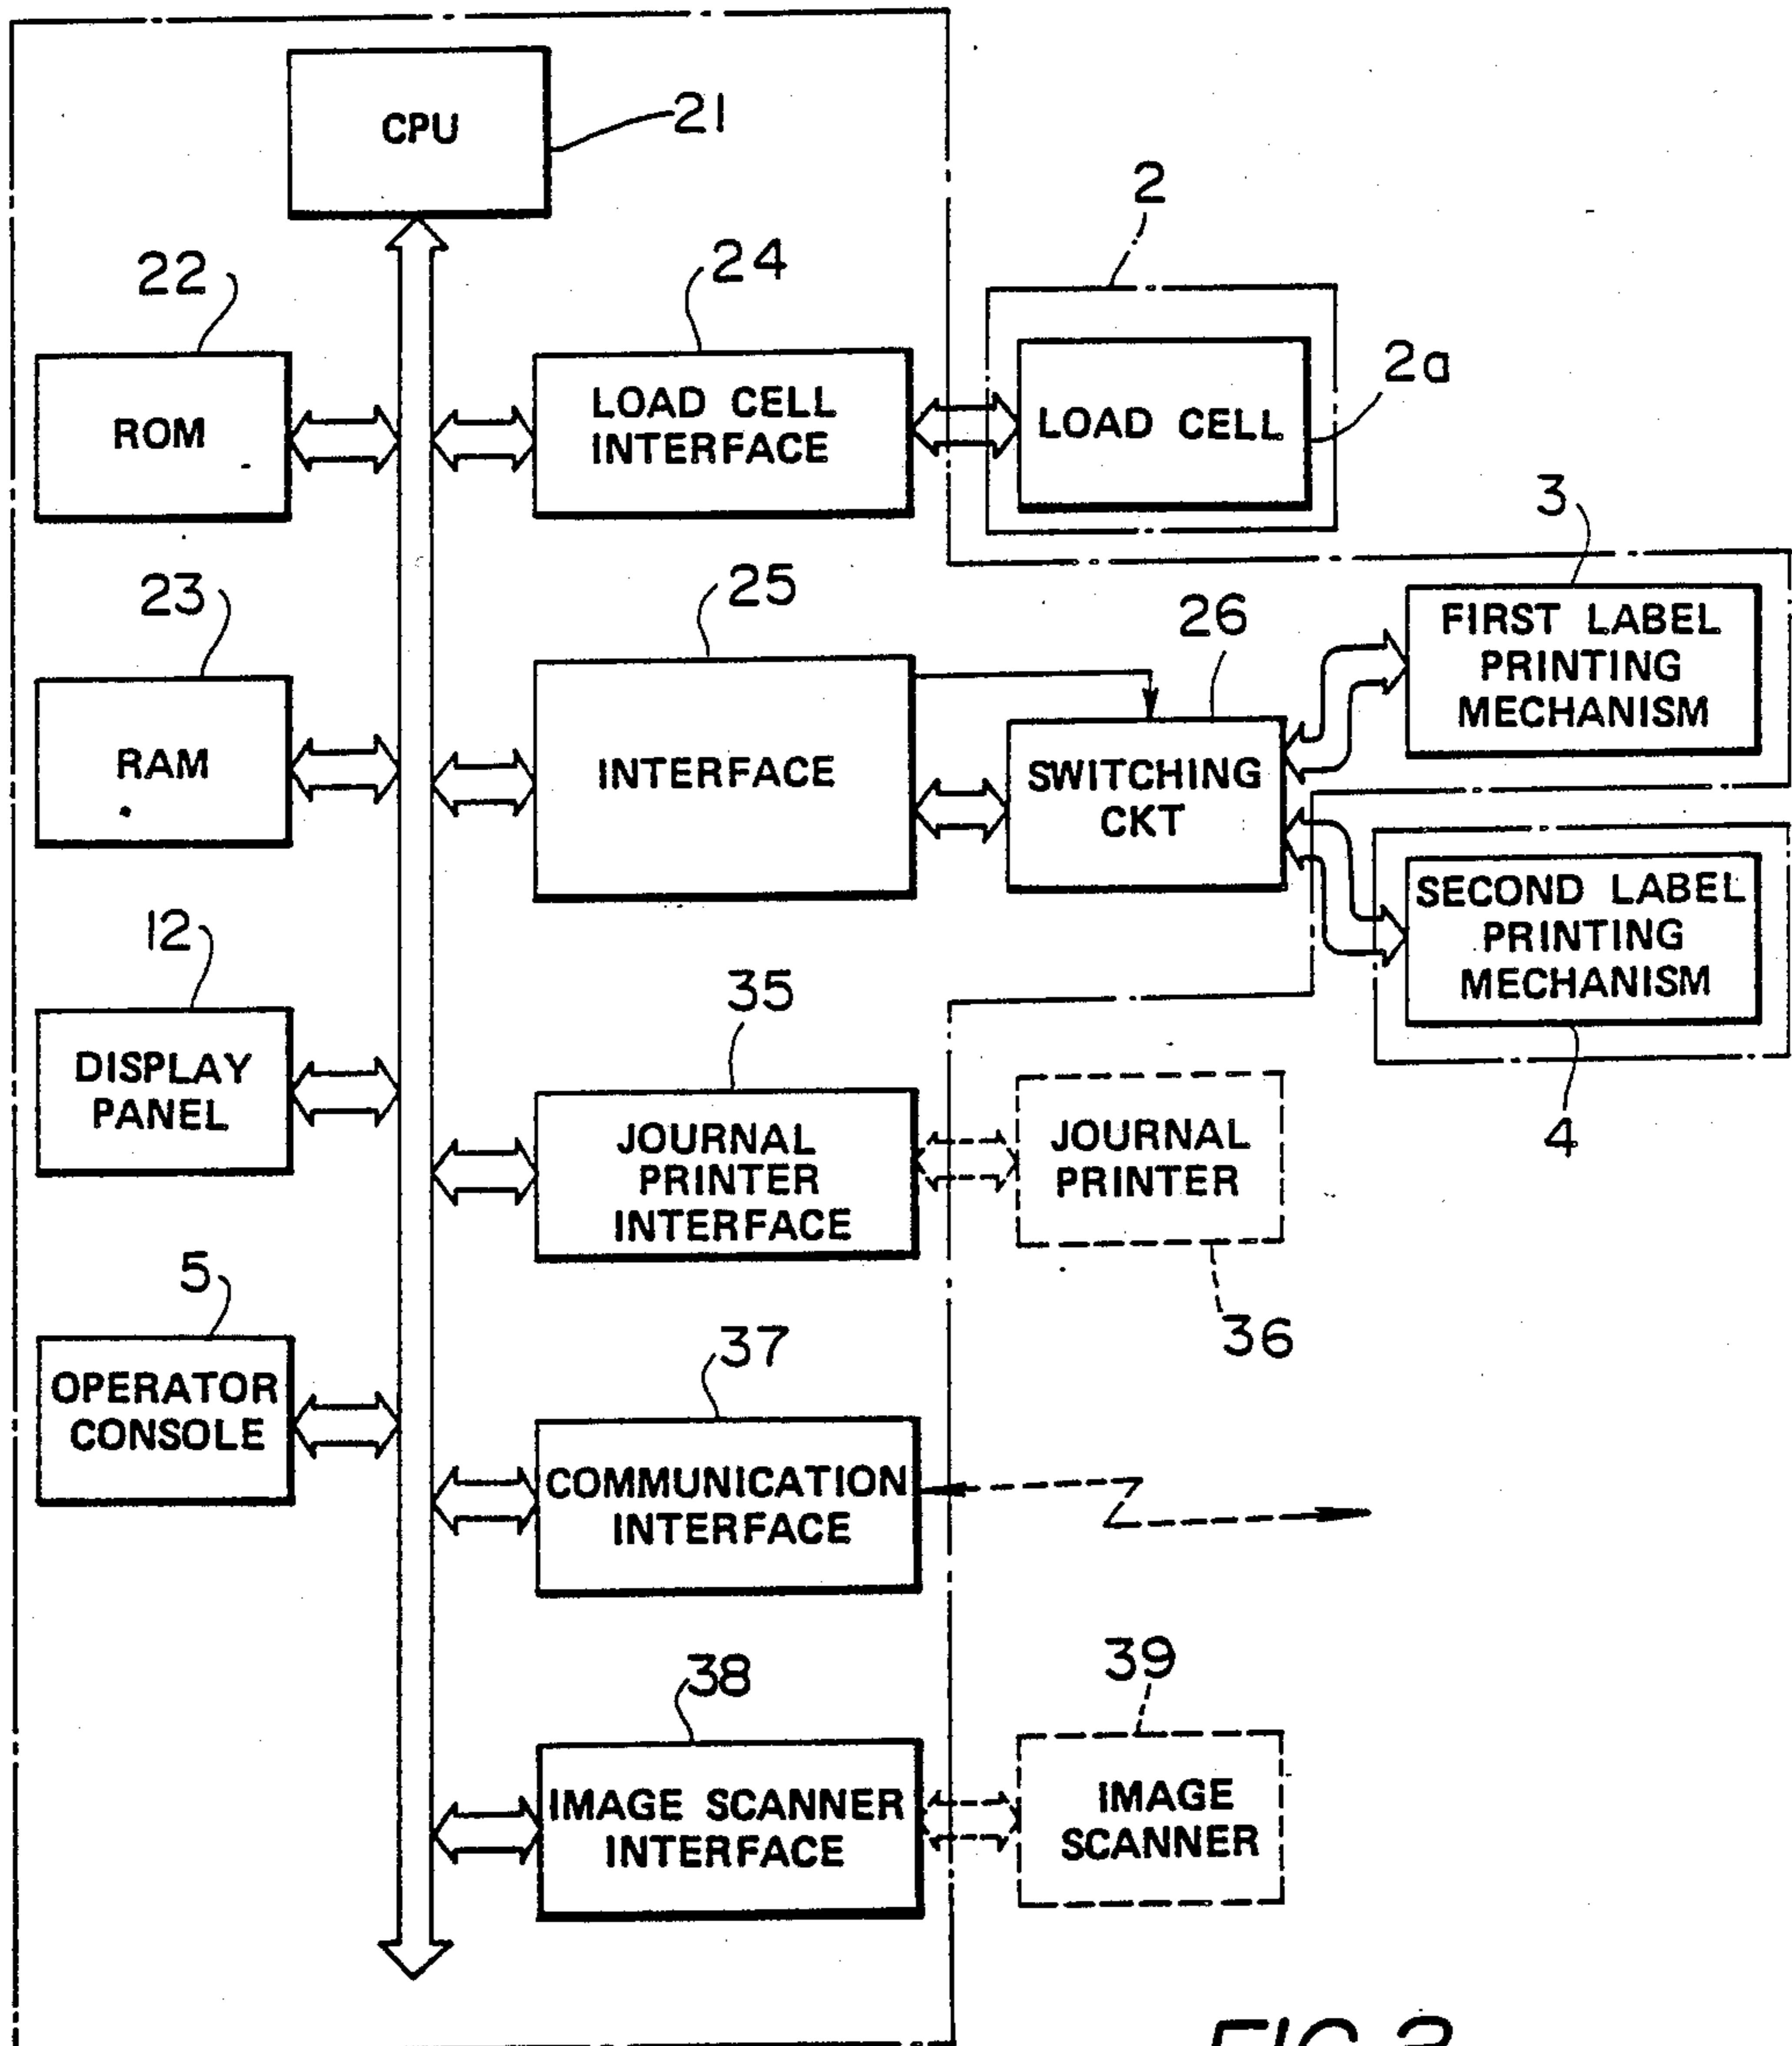 CPU
21
2
22
24
2a
ROM
LOAD CELL
INTERFACE
LOAD CELL
3
23
25
26
FIRST LABEL
PRINTING
MECHANISM
RAM
INTERFACE
SWITCHING
CKT
SECOND LABEL
PRINTING
MECHANISM
4
12
35
DISPLAY
PANEL
JOURNAL
PRINTER
INTERFACE
JOURNAL
PRINTER
36
5
37
OPERATOR
CONSOLE
COMMUNICATION
INTERFACE
38
39
IMAGE SCANNER
INTERFACE
IMAGE
SCANNER